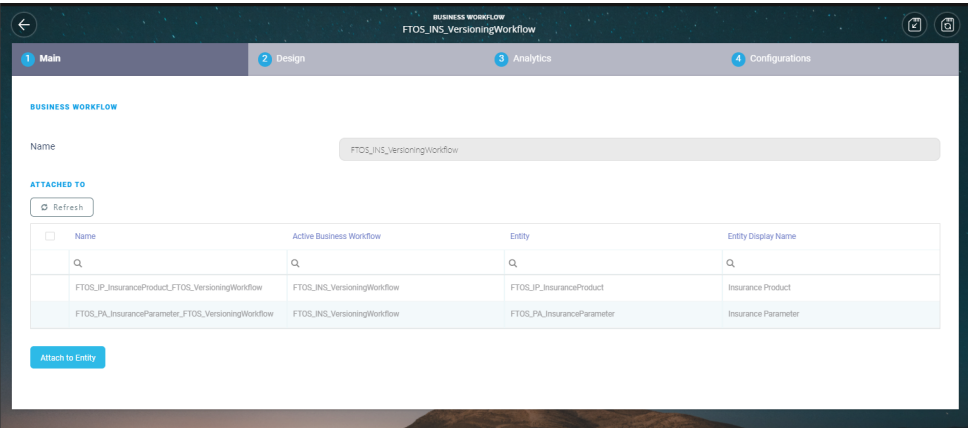 BUSINESS WORKFLOW
FTOS_INS_VersioningWorkflow
1 Main 2 Design 3 Analytics 4 Configurations
BUSINESS WORKFLOW
Name FTOS_INS_VersioningWorkflow
ATTACHED TO
Refresh
Name Active Business Workflow Entity Entity Display Name
FTOS_IP_InsuranceProduct_FTOS_VersioningWorkflow FTOS_INS_VersioningWorkflow FTOS_IP_InsuranceProduct Insurance Product
FTOS_PA_InsuranceParameter_FTOS_VersioningWorkflow FTOS_INS_VersioningWorkflow FTOS_PA_InsuranceParameter Insurance Parameter
Attach to Entity